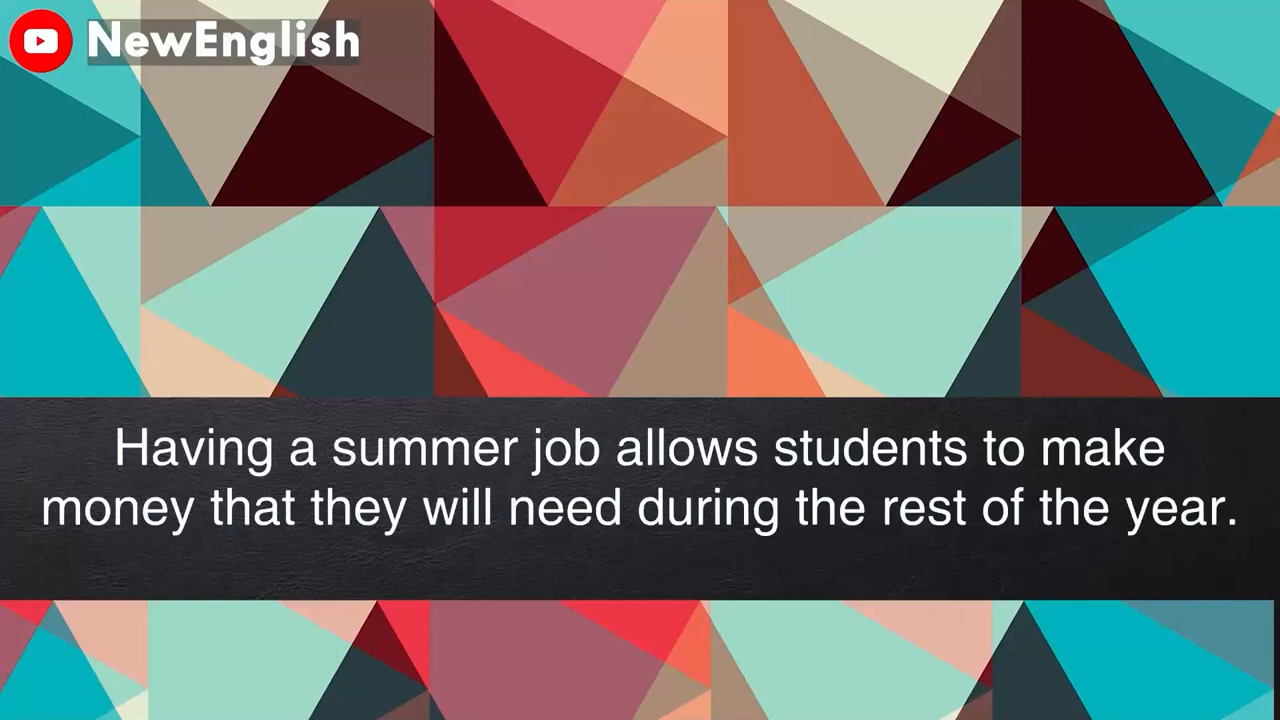 NewEnglish
Having a summer job allows students to make
money that they will need during the rest of the year.